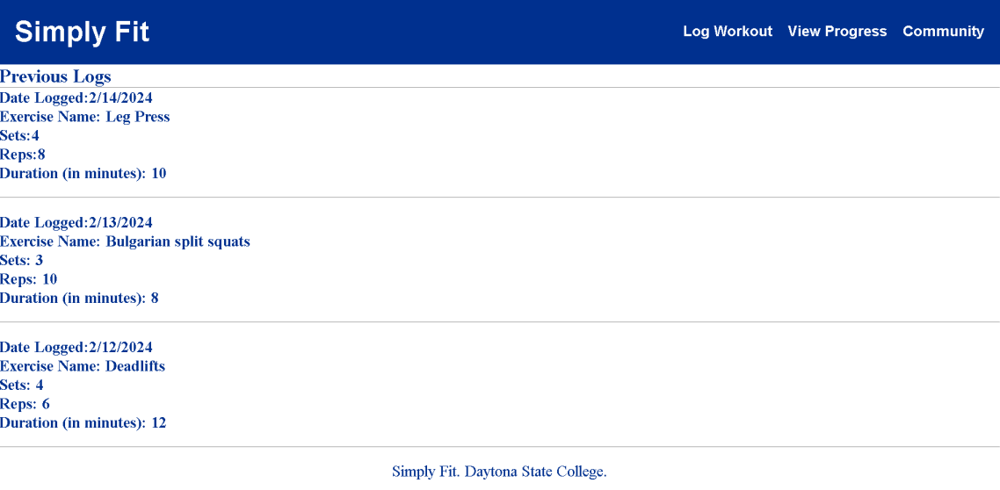 Simply Fit
Log Workout View Progress Community
Previous Logs
Date Logged:2/14/2024
Exercise Name: Leg Press
Sets:4
Reps:8
Duration (in minutes): 10
Date Logged:2/13/2024
Exercise Name: Bulgarian split squats
Sets: 3
Reps: 10
Duration (in minutes): 8
Date Logged:2/12/2024
Exercise Name: Deadlifts
Sets: 4
Reps: 6
Duration (in minutes): 12
Simply Fit. Daytona State College.